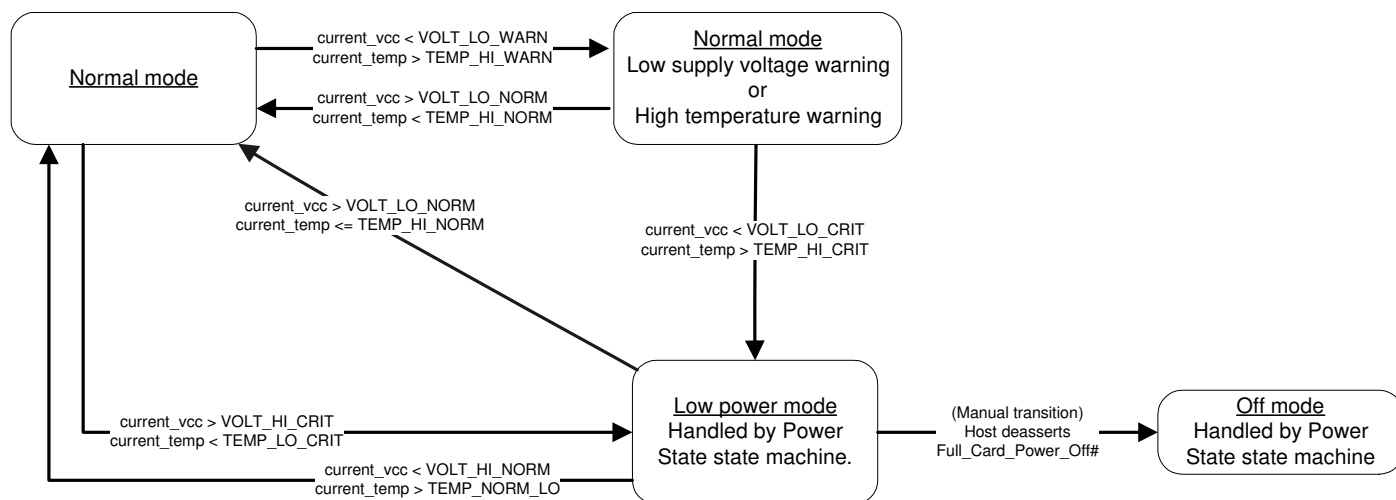 Normal mode
current_vcc < VOLT_LO_WARN
current_temp > TEMP_HI_WARN
current_vcc > VOLT_LO_NORM
current_temp < TEMP_HI_NORM
Normal mode
Low supply voltage warning
or
High temperature warning
current_vcc > VOLT_LO_NORM
current_temp <= TEMP_HI_NORM
current_vcc < VOLT_LO_CRIT
current_temp > TEMP_HI_CRIT
current_vcc > VOLT_HI_CRIT
current_temp < TEMP_LO_CRIT
current_vcc < VOLT_HI_NORM
current_temp > TEMP_NORM_LO
Low power mode
Handled by Power
State state machine.
(Manual transition)
Host deasserts
Full_Card_Power_Off#
Off mode
Handled by Power
State state machine